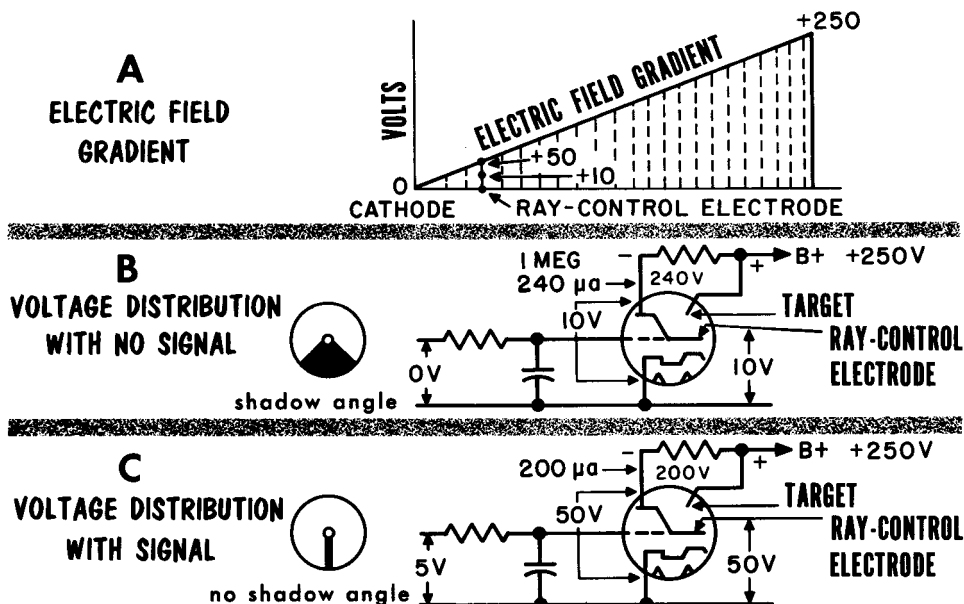 A
ELECTRIC FIELD
GRADIENT
VOLTS
ELECTRIC FIELD GRADIENT
+250
+50
+10
0
CATHODE
RAY-CONTROL ELECTRODE
B
VOLTAGE DISTRIBUTION
WITH NO SIGNAL
shadow angle
1 MEG
240 µa
−
240V
+
B+ +250V
10V
0V
TARGET
RAY-CONTROL
ELECTRODE
10V
C
VOLTAGE DISTRIBUTION
WITH SIGNAL
no shadow angle
200 µa
−
200V
+
B+ +250V
50V
5V
TARGET
RAY-CONTROL
ELECTRODE
50V